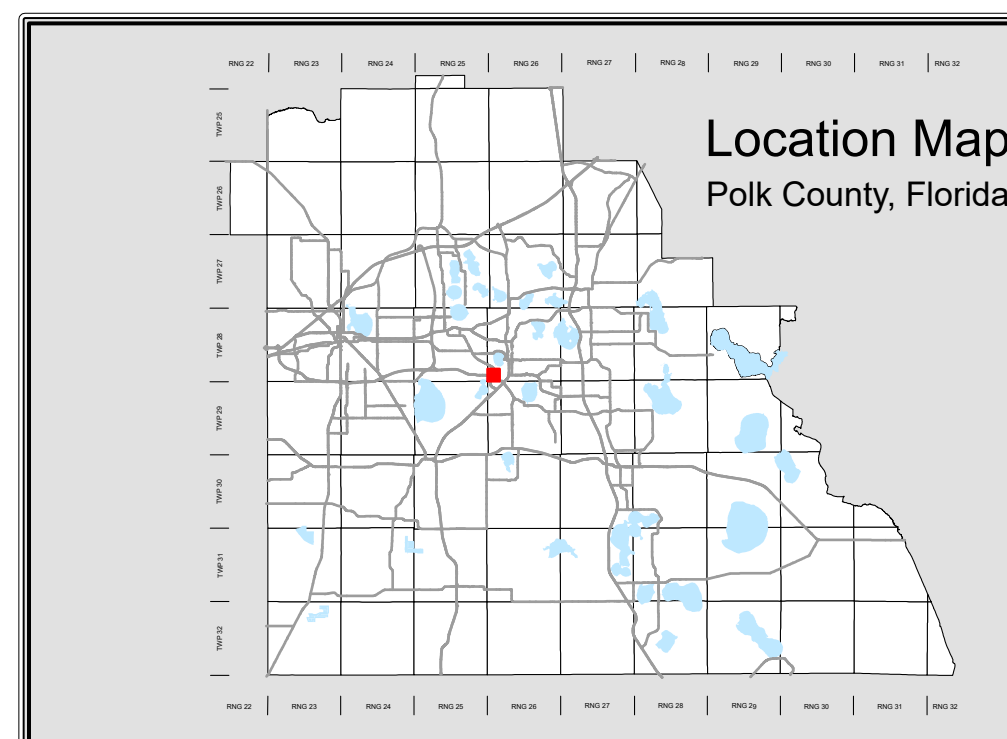 RNG 22 RNG 23 RNG 24 RNG 25 RNG 26 RNG 27 RNG 28 RNG 29 RNG 30 RNG 31 RNG 32
Location Map
Polk County, Florida
TWP 25
TWP 26
TWP 27
TWP 28
TWP 29
TWP 30
TWP 31
TWP 32
RNG 22 RNG 23 RNG 24 RNG 25 RNG 26 RNG 27 RNG 28 RNG 29 RNG 30 RNG 31 RNG 32